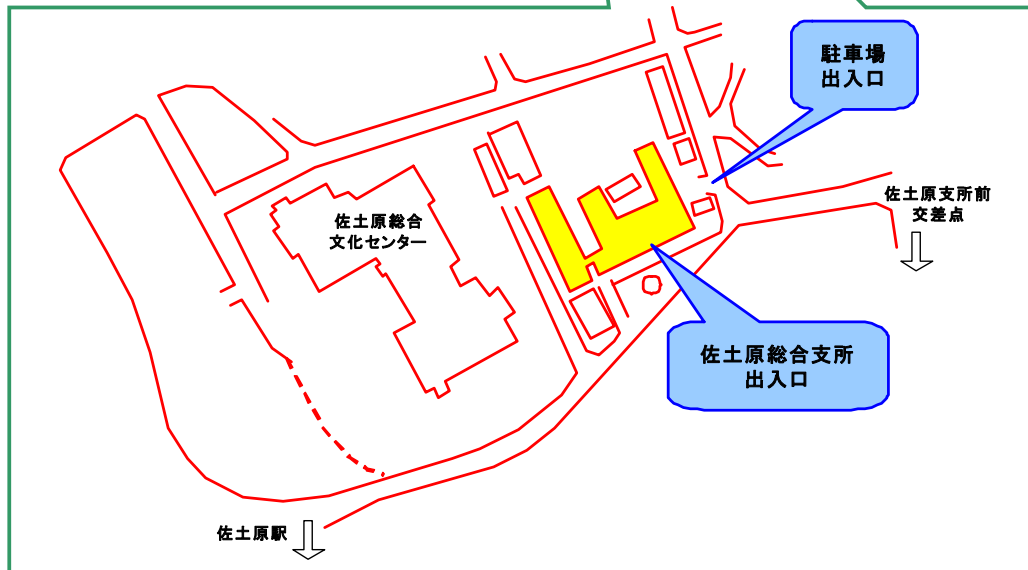 駐車場
出入口
佐土原支所前
交差点
佐土原総合
文化センター
佐土原総合支所
出入口
佐土原駅